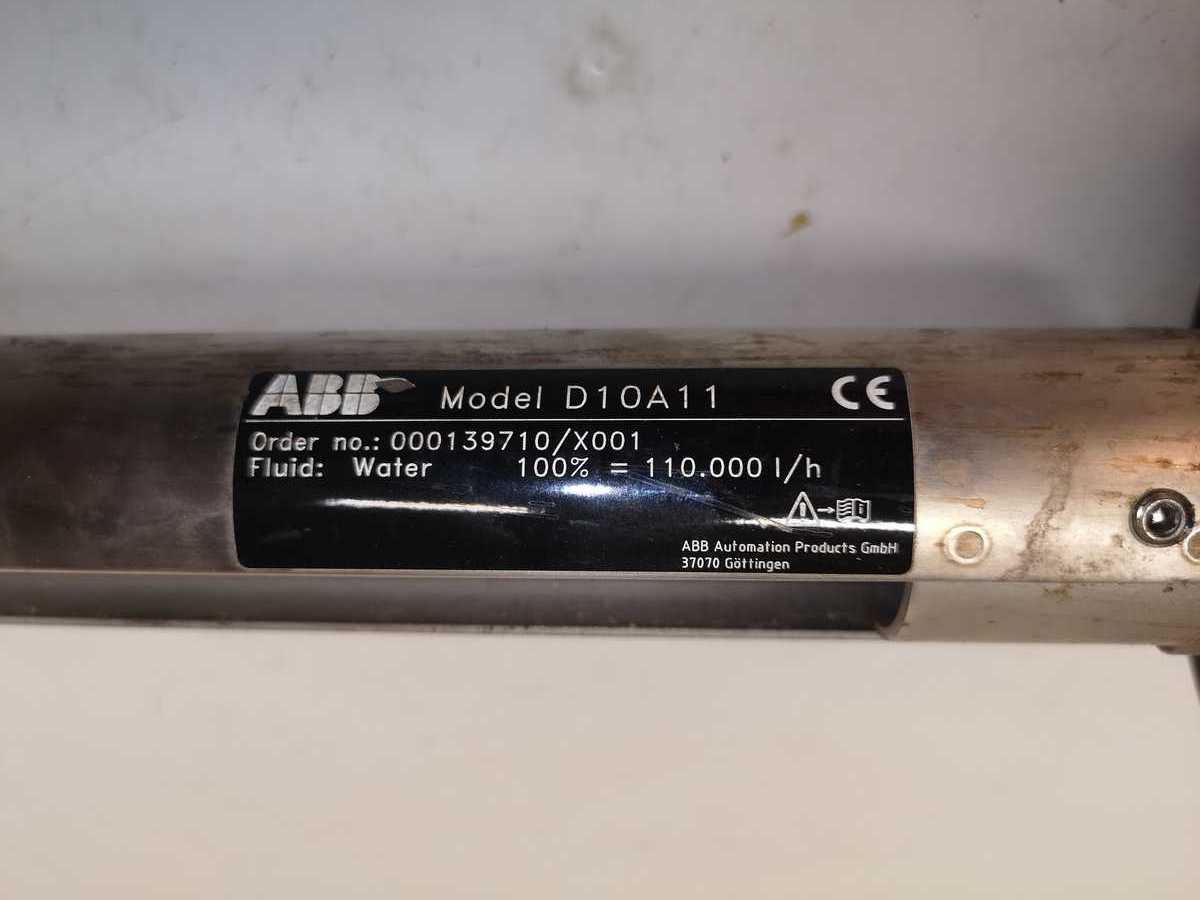 ABB Model D10A11 CE
Order no.: 000139710/X001
Fluid: Water 100% = 110.000 l/h
ABB Automation Products GmbH
37070 Göttingen